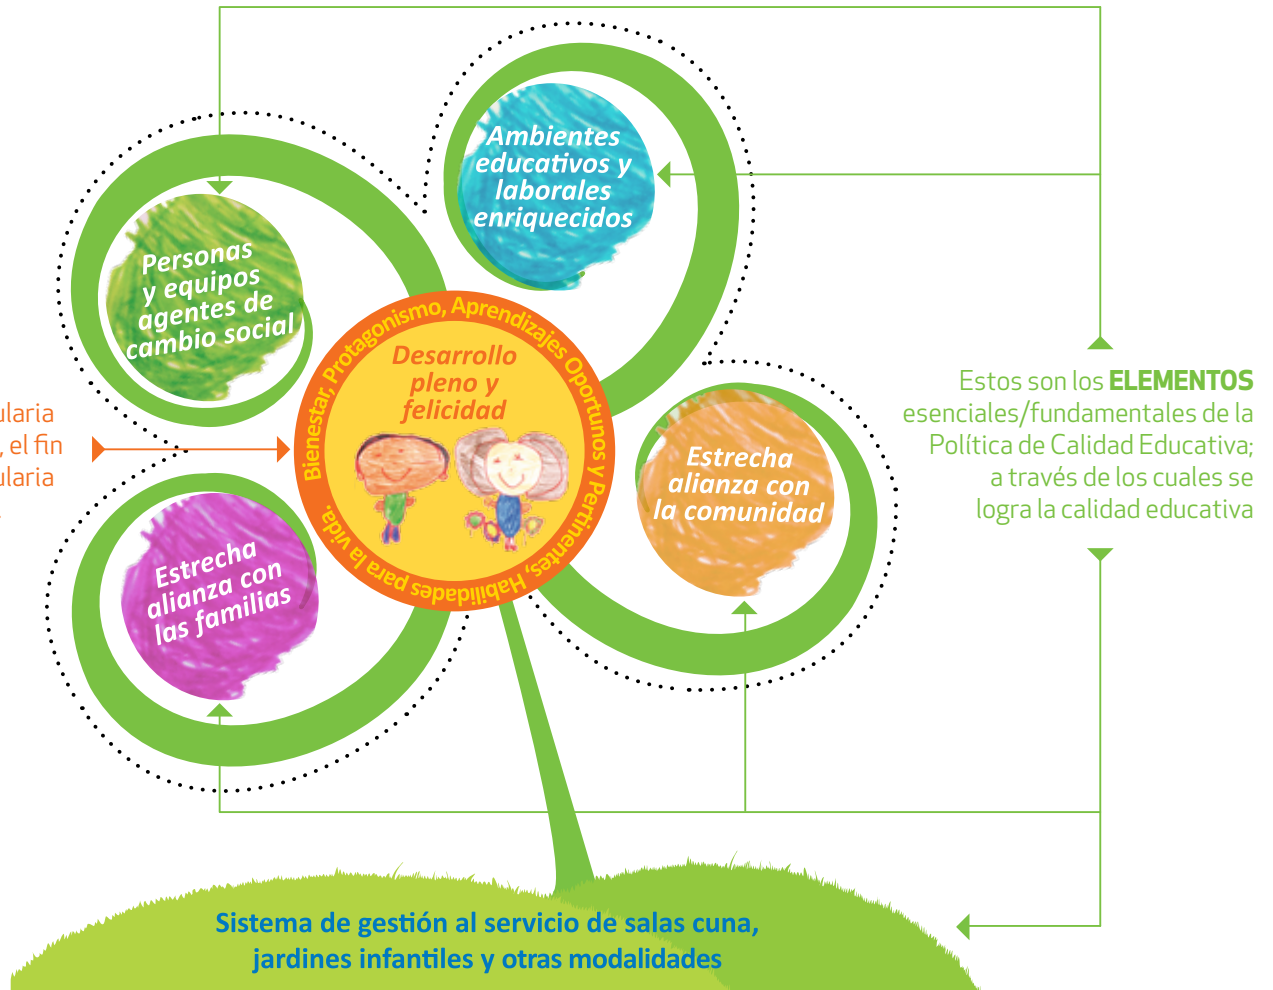 Ambientes
educativos y
laborales
enriquecidos
Personas
y equipos
agentes de
cambio social
Bienestar, Protagonismo, Aprendizajes Oportunos y Pertinentes, Habilidades para la vida.
Desarrollo
pleno y
felicidad
, el fin
Estrecha
alianza con
la comunidad
Estrecha
alianza con
las familias
Estos son los ELEMENTOS
esenciales/fundamentales de la
Política de Calidad Educativa;
a través de los cuales se
logra la calidad educativa
Sistema de gestión al servicio de salas cuna,
jardines infantiles y otras modalidades